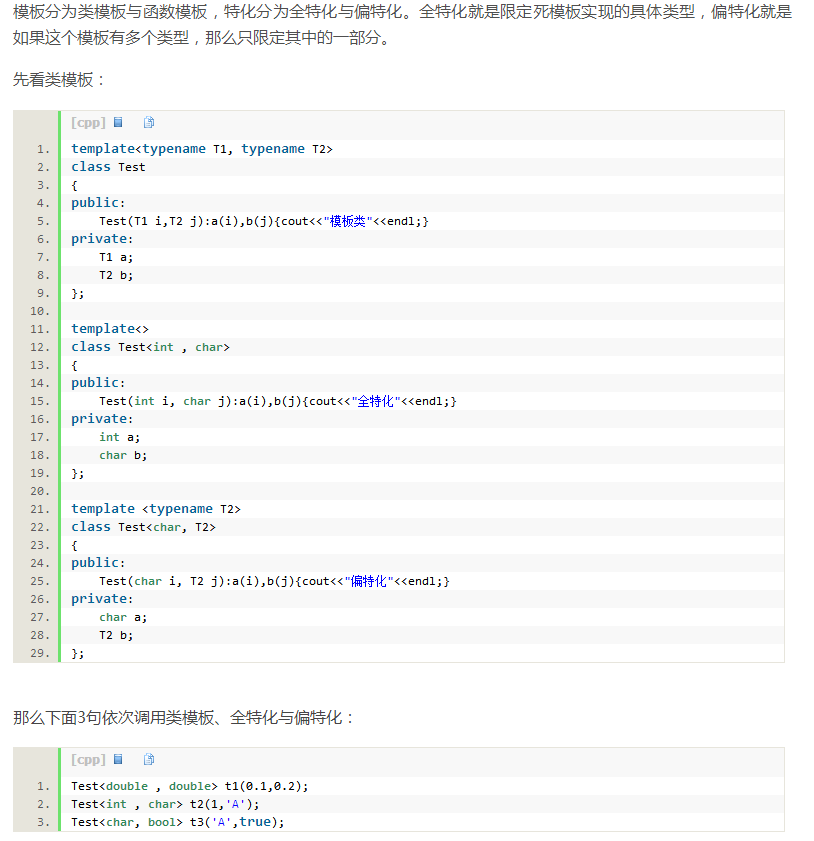 模板分为类模板与函数模板，特化分为全特化与偏特化。全特化就是限定死模板实现的具体类型，偏特化就是
如果这个模板有多个类型，那么只限定其中的一部分。
先看类模板：
[cpp]
1. template<typename T1, typename T2>
2. class Test
3. {
4. public:
5.     Test(T1 i,T2 j):a(i),b(j){cout<<"模板类"<<endl;}
6. private:
7.     T1 a;
8.     T2 b;
9. };
10.
11. template<>
12. class Test<int , char>
13. {
14. public:
15.     Test(int i, char j):a(i),b(j){cout<<"全特化"<<endl;}
16. private:
17.     int a;
18.     char b;
19. };
20.
21. template <typename T2>
22. class Test<char, T2>
23. {
24. public:
25.     Test(char i, T2 j):a(i),b(j){cout<<"偏特化"<<endl;}
26. private:
27.     char a;
28.     T2 b;
29. };
那么下面3句依次调用类模板、全特化与偏特化：
[cpp]
1. Test<double , double> t1(0.1,0.2);
2. Test<int , char> t2(1,'A');
3. Test<char, bool> t3('A',true);